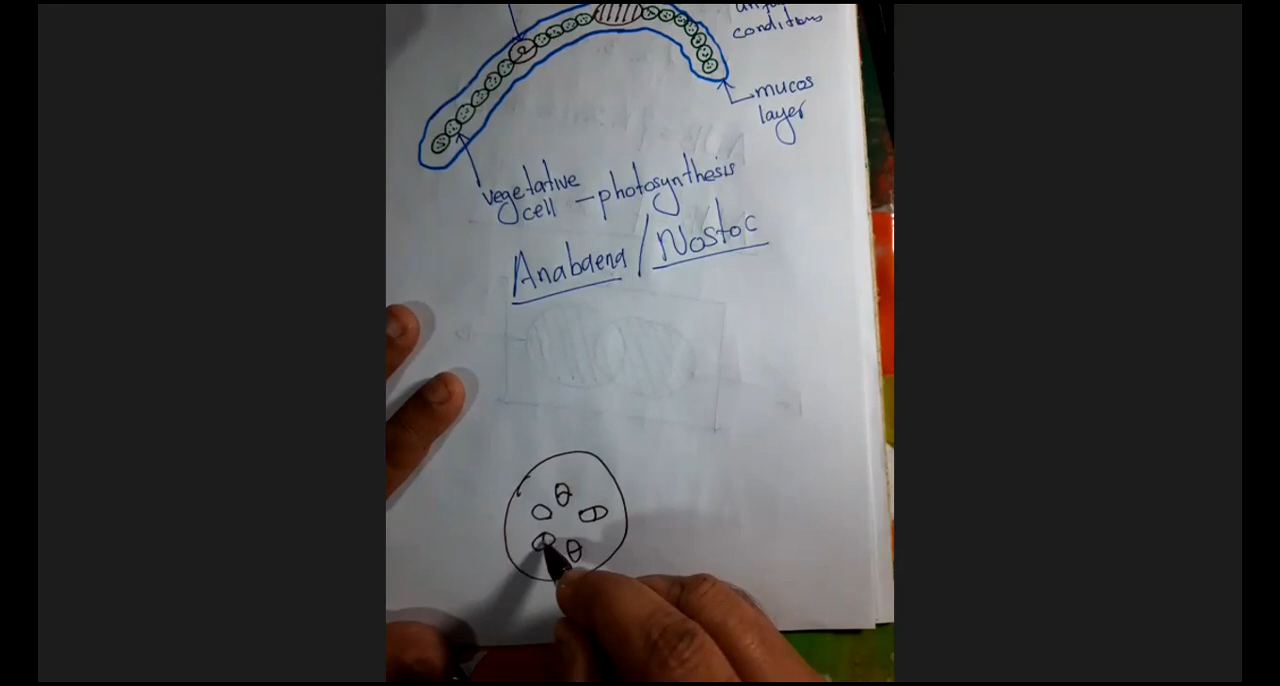 conditions
mucos
layer
vegetative
cell – photosynthesis
Anabaena / Nostoc